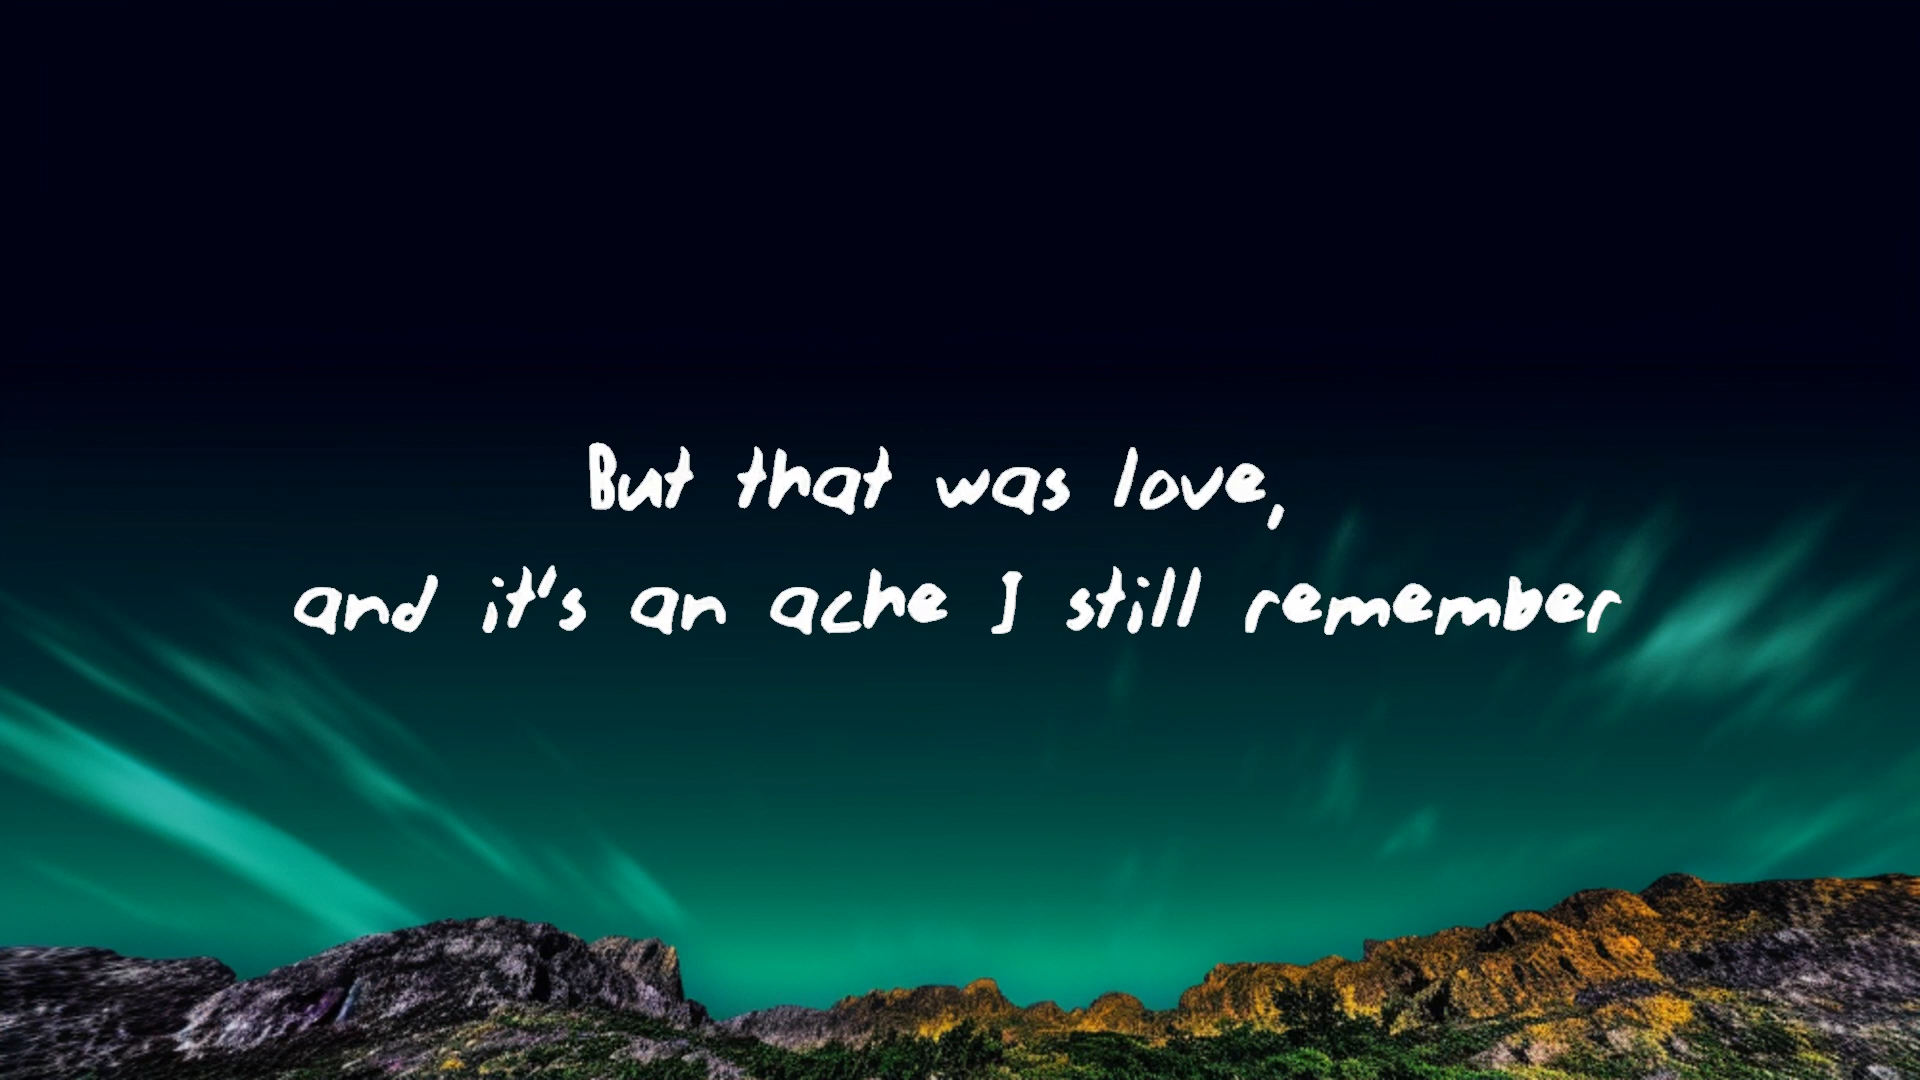 But that was love,
and it's an ache I still remember